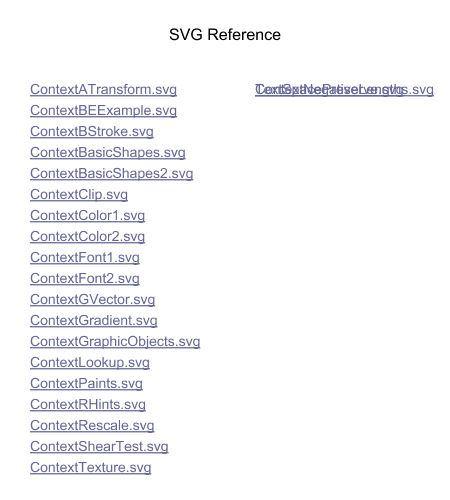 SVG Reference
ContextATransform.svg
ContextBEExample.svg
ContextBStroke.svg
ContextBasicShapes.svg
ContextBasicShapes2.svg
ContextClip.svg
ContextColor1.svg
ContextColor2.svg
ContextFont1.svg
ContextFont2.svg
ContextGVector.svg
ContextGradient.svg
ContextGraphicObjects.svg
ContextLookup.svg
ContextPaints.svg
ContextRHints.svg
ContextRescale.svg
ContextShearTest.svg
ContextTexture.svg